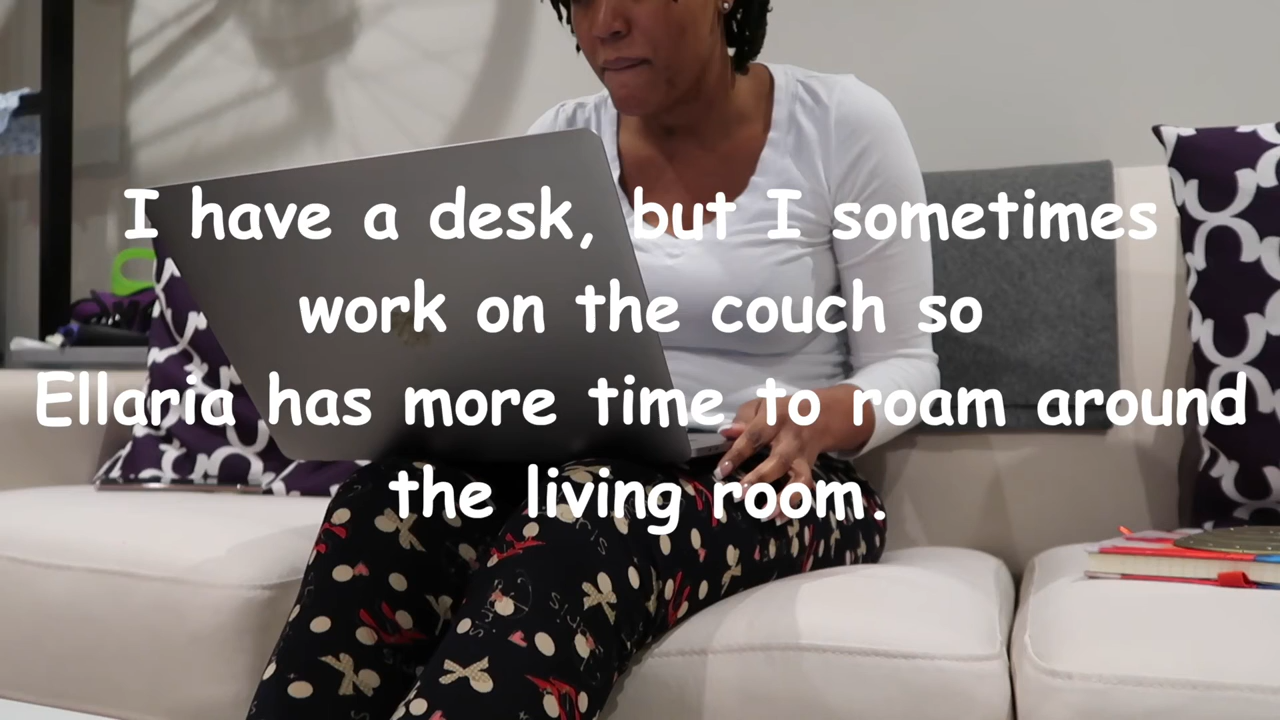 I have a desk, but I sometimes
work on the couch so
Ellaria has more time to roam around
the living room.